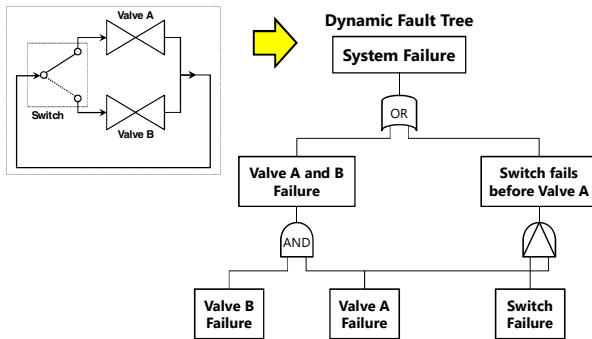 Valve A
Switch
Valve B
Dynamic Fault Tree
System Failure
OR
Valve A and B
Failure
Switch fails
before Valve A
AND
Valve B
Failure
Valve A
Failure
Switch
Failure